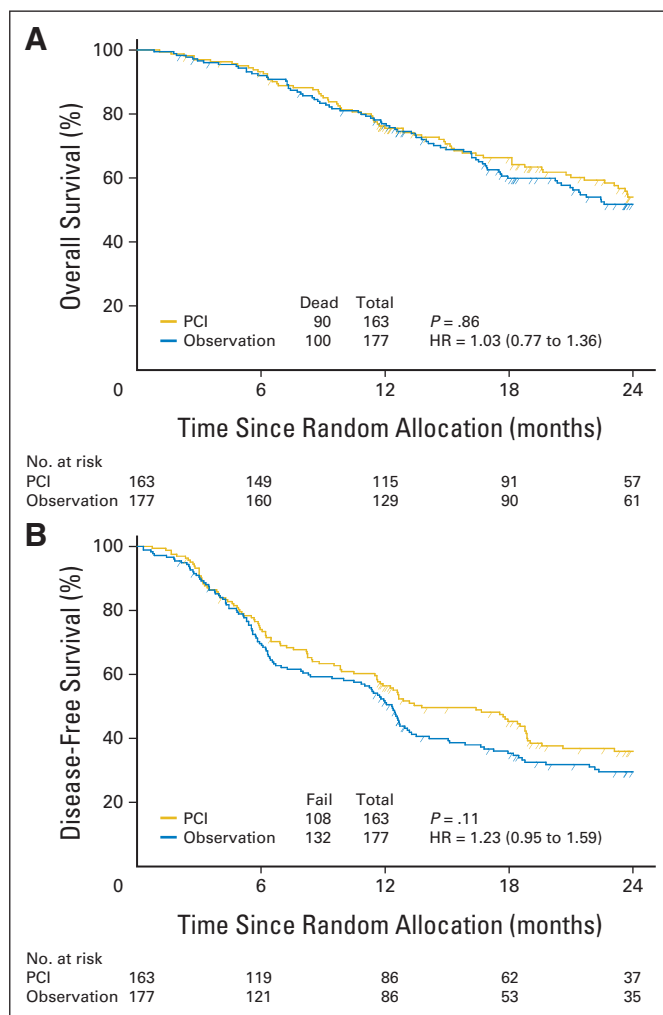 A
Overall Survival (%)
100
80
60
40
20
0
6
12
18
24
Dead Total
PCI 90 163 P = .86
Observation 100 177 HR = 1.03 (0.77 to 1.36)
Time Since Random Allocation (months)
No. at risk
PCI 163 149 115 91 57
Observation 177 160 129 90 61
B
Disease-Free Survival (%)
100
80
60
40
20
0
6
12
18
24
Fail Total
PCI 108 163 P = .11
Observation 132 177 HR = 1.23 (0.95 to 1.59)
Time Since Random Allocation (months)
No. at risk
PCI 163 119 86 62 37
Observation 177 121 86 53 35